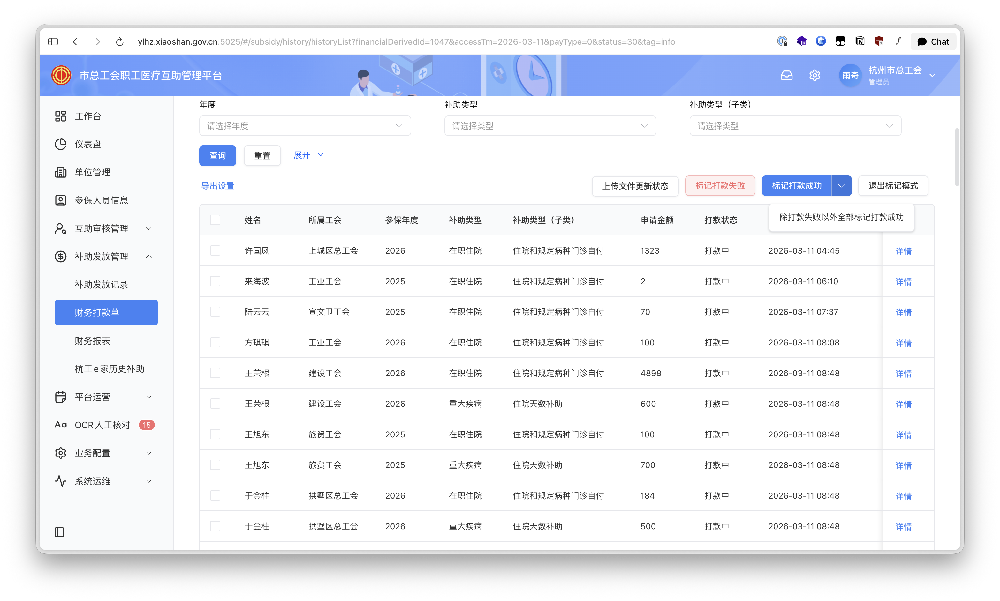 ylhz.xiaoshan.gov.cn:5025/#/subsidy/history/historyList?financialDerivedId=1047&accessTm=2026-03-11&payType=0&status=30&tag=info
8
1
Chat
市总工会职工医疗互助管理平台
雨奇
杭州市总工会
管理员
工作台
仪表盘
单位管理
参保人员信息
互助审核管理
补助发放管理
补助发放记录
财务打款单
财务报表
杭工e家历史补助
平台运营
Aa OCR人工核对 15
业务配置
系统运维
年度 补助类型 补助类型（子类）
请选择年度 请选择类型 请选择类型
查询 重置 展开
导出设置 上传文件更新状态 标记打款失败 标记打款成功 退出标记模式
除打款失败以外全部标记打款成功
姓名 所属工会 参保年度 补助类型 补助类型（子类） 申请金额 打款状态
许国凤 上城区总工会 2026 在职住院 住院和规定病种门诊自付 1323 打款中 2026-03-11 04:45 详情
来海波 工业工会 2025 在职住院 住院和规定病种门诊自付 2 打款中 2026-03-11 06:10 详情
陆云云 宣文卫工会 2025 在职住院 住院和规定病种门诊自付 70 打款中 2026-03-11 07:37 详情
方琪琪 工业工会 2026 在职住院 住院和规定病种门诊自付 100 打款中 2026-03-11 08:08 详情
王荣根 建设工会 2026 在职住院 住院和规定病种门诊自付 4898 打款中 2026-03-11 08:48 详情
王荣根 建设工会 2026 重大疾病 住院天数补助 600 打款中 2026-03-11 08:48 详情
王旭东 旅贸工会 2025 在职住院 住院和规定病种门诊自付 100 打款中 2026-03-11 08:48 详情
王旭东 旅贸工会 2025 重大疾病 住院天数补助 700 打款中 2026-03-11 08:48 详情
于金柱 拱墅区总工会 2026 在职住院 住院和规定病种门诊自付 184 打款中 2026-03-11 08:48 详情
于金柱 拱墅区总工会 2026 重大疾病 住院天数补助 500 打款中 2026-03-11 08:48 详情